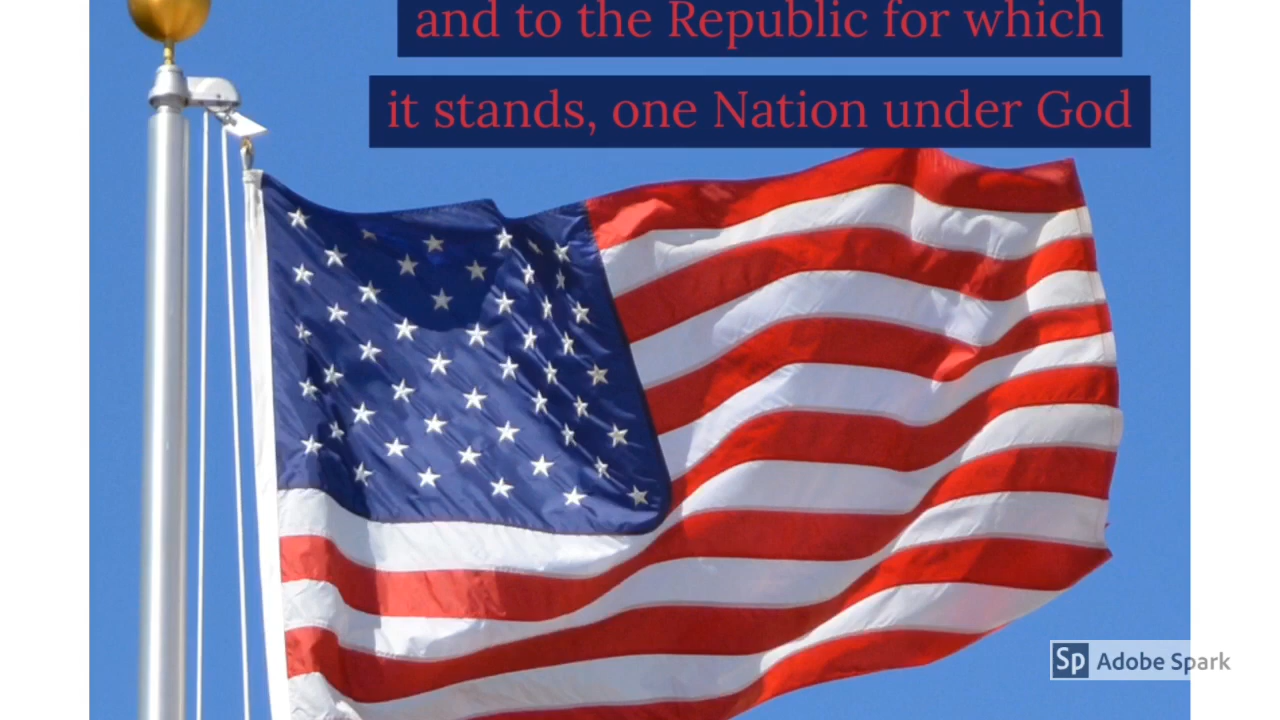 and to the Republic for which
it stands, one Nation under God
Sp Adobe Spark